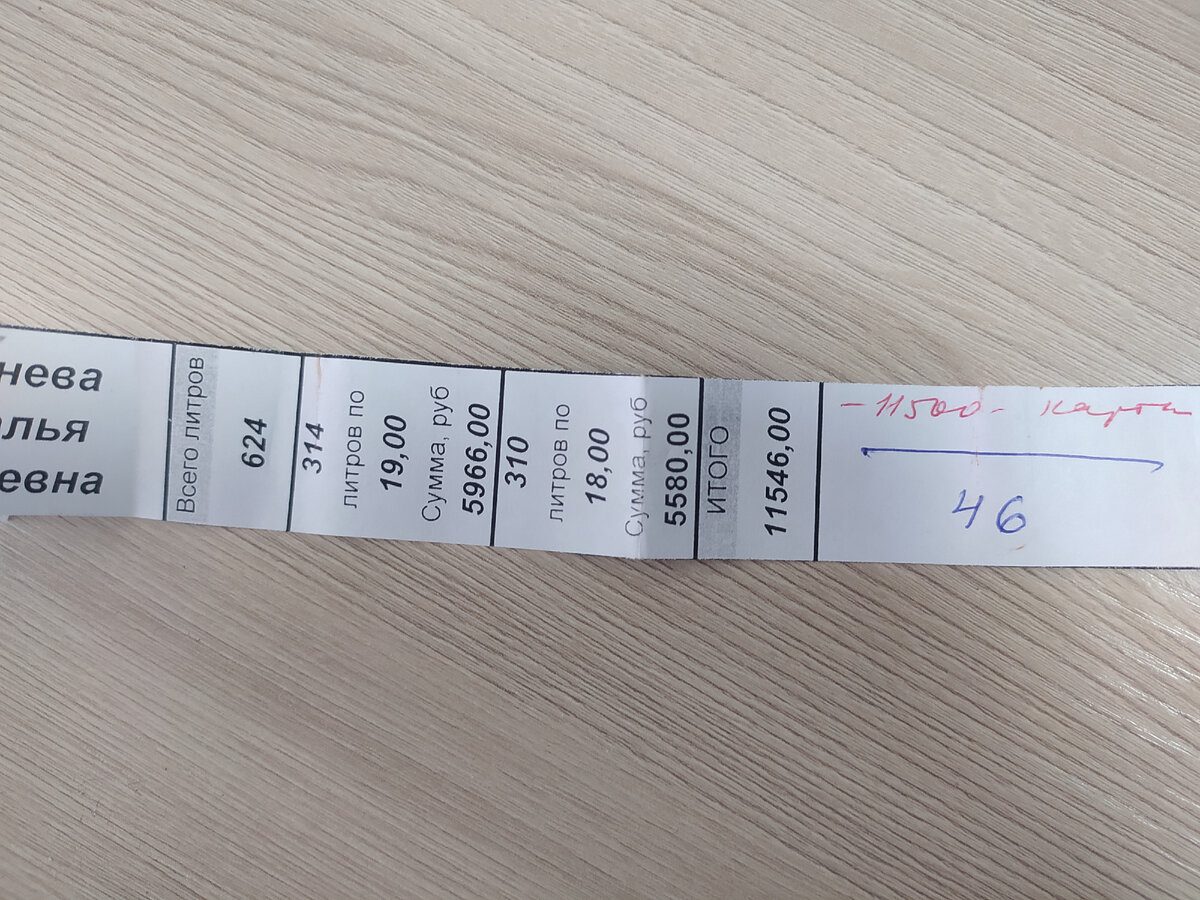 нева
лья
евна
Всего литров
624
314
литров по
19,00
Сумма, руб
5966,00
310
литров по
18,00
Сумма, руб
5580,00
ИТОГО
11546,00
- 11500 - карты
46